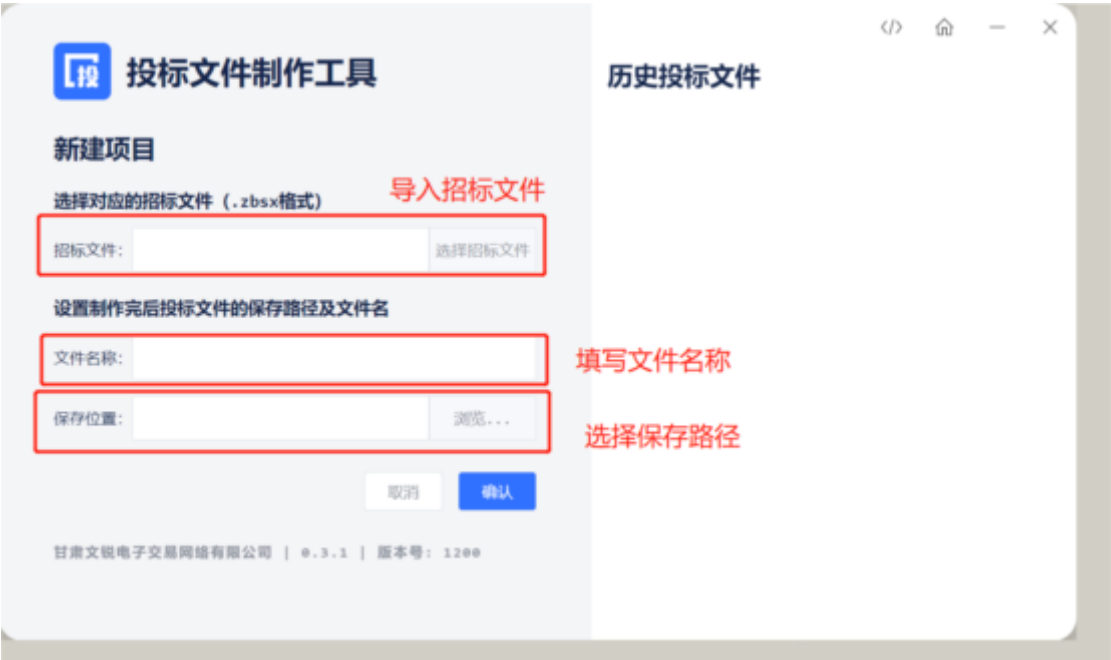 投
投标文件制作工具
历史投标文件
新建项目
选择对应的招标文件（.zbsx格式）
导入招标文件
招标文件：
选择招标文件
设置制作完后投标文件的保存路径及文件名
文件名称：
填写文件名称
保存位置：
浏览...
选择保存路径
取消
确认
甘肃文锐电子交易网络有限公司 | 0.3.1 | 版本号：1200